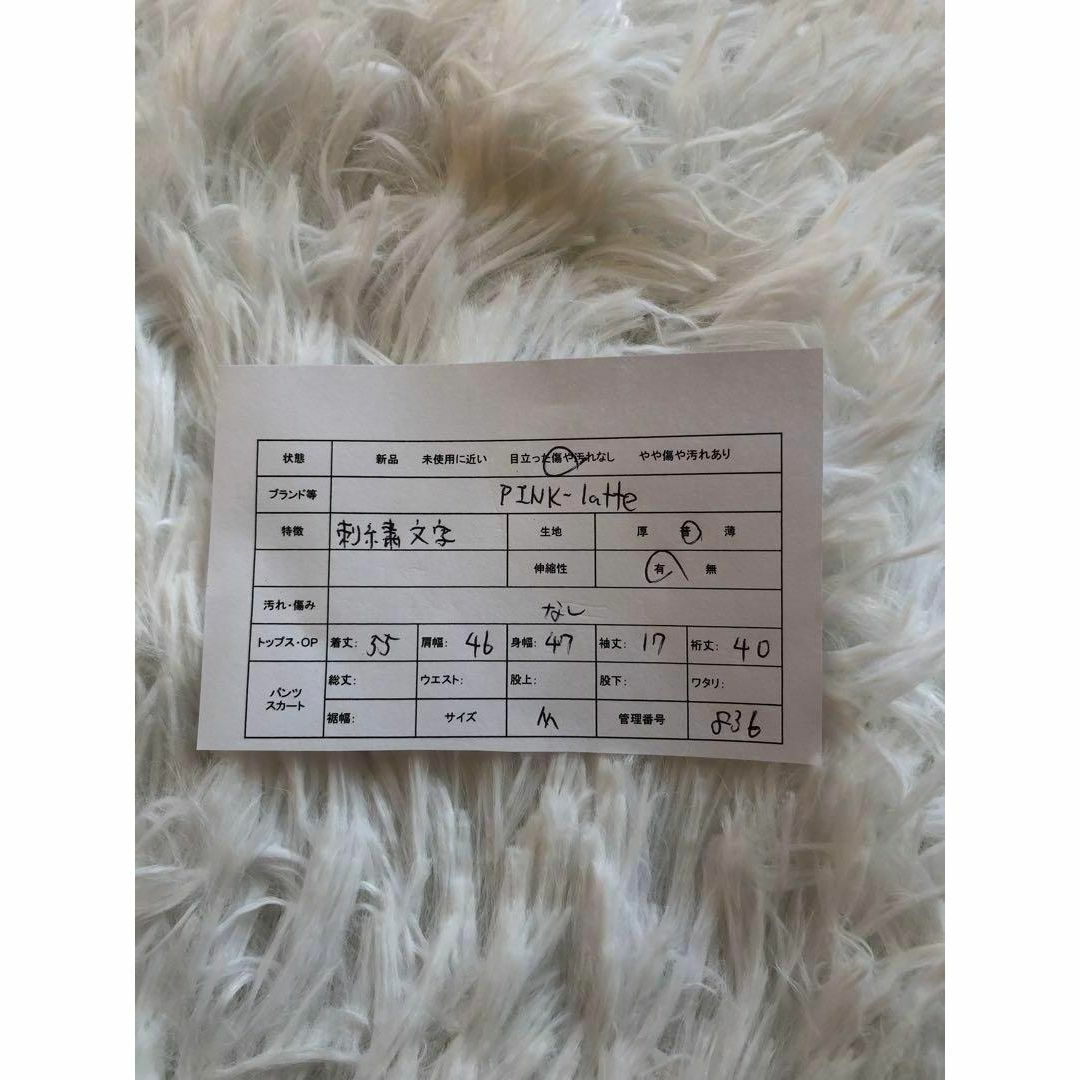 状態 新品 未使用に近い 目立った傷や汚れなし やや傷や汚れあり
ブランド等 PINK-latte
特徴 刺繍文字 生地 厚 普 薄
伸縮性 有 無
汚れ・傷み なし
トップス・OP 着丈: 55 肩幅: 46 身幅: 47 袖丈: 17 裄丈: 40
パンツ スカート 総丈: ウエスト: 股上: 股下: ワタリ:
裾幅: サイズ M 管理番号 836